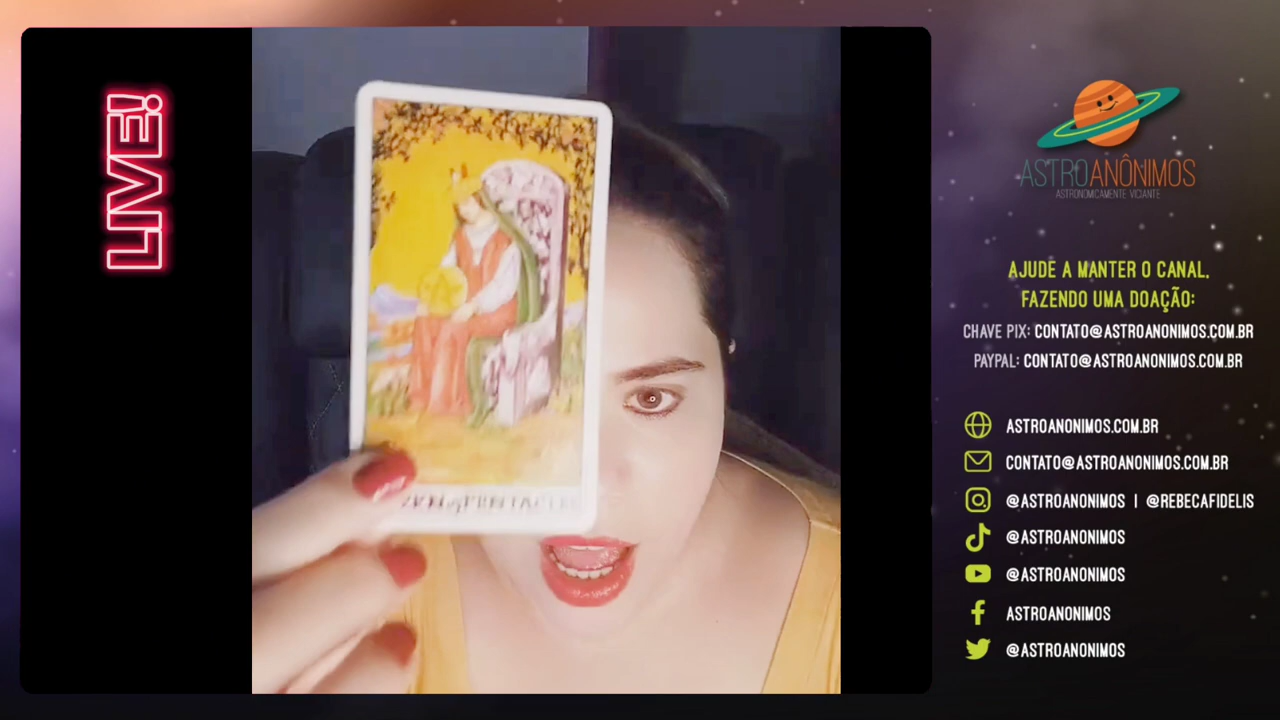 LIVE!
ASTROANÔNIMOS
ASTRONOMICAMENTE VICIANTE
AJUDE A MANTER O CANAL,
FAZENDO UMA DOAÇÃO:
CHAVE PIX: CONTATO@ASTROANONIMOS.COM.BR
PAYPAL: CONTATO@ASTROANONIMOS.COM.BR
ASTROANONIMOS.COM.BR
CONTATO@ASTROANONIMOS.COM.BR
@ASTROANONIMOS | @REBECAFIDELIS
@ASTROANONIMOS
@ASTROANONIMOS
ASTROANONIMOS
@ASTROANONIMOS